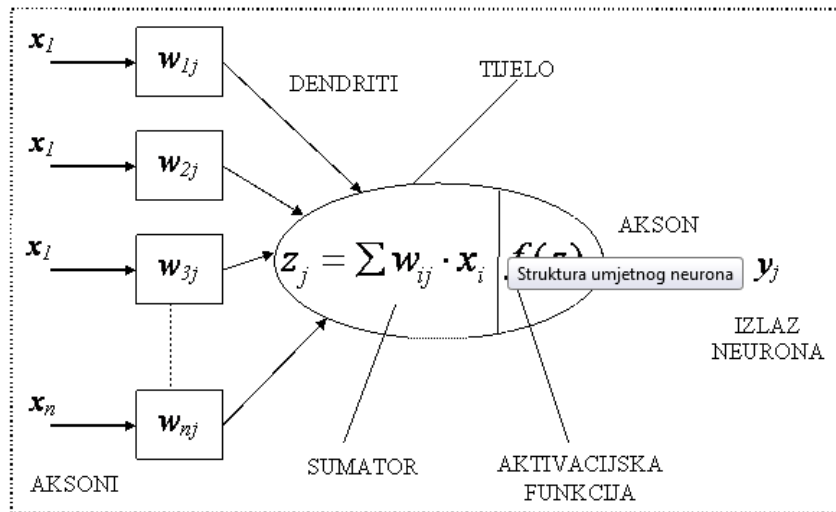 x1
w1j
DENDRITI
TIJELO
x1
w2j
x1
w3j
zj = ∑ wij · xi
AKSON
Struktura umjetnog neurona
yj
IZLAZ
NEURONA
xn
wnj
AKSONI
SUMATOR
AKTIVACIJSKA
FUNKCIJA